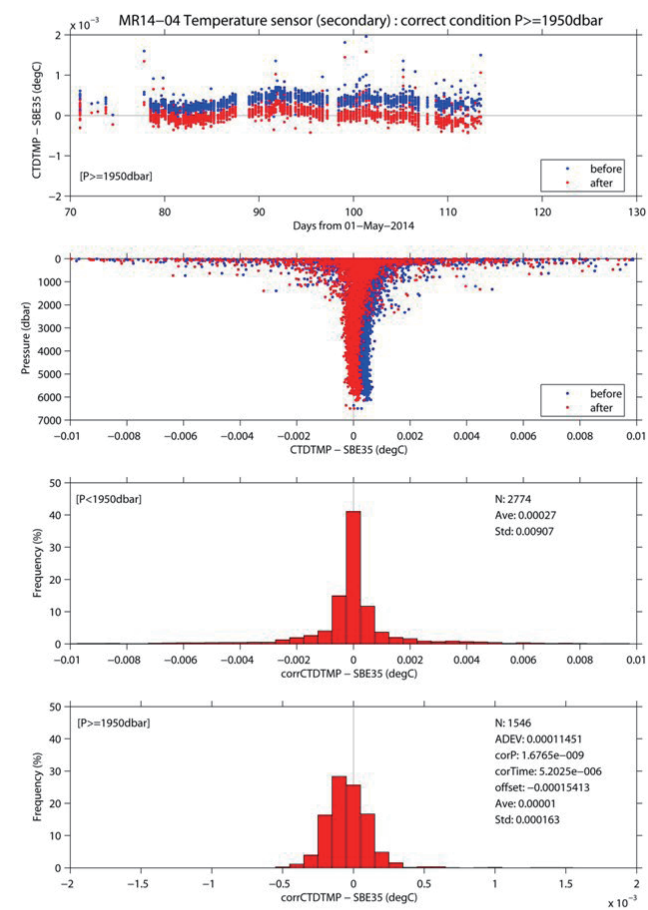 MR14−04 Temperature sensor (secondary) : correct condition P>=1950dbar
x 10⁻³
2
1
0
−1
−2
CTDTMP − SBE35 (degC)
[P>=1950dbar]
before
after
70 80 90 100 110 120 130
Days from 01−May−2014
0
1000
2000
3000
4000
5000
6000
7000
Pressure (dbar)
before
after
−0.01 −0.008 −0.006 −0.004 −0.002 0 0.002 0.004 0.006 0.008 0.01
CTDTMP − SBE35 (degC)
50
40
30
20
10
0
Frequency (%)
[P<1950dbar]
N: 2774
Ave: 0.00027
Std: 0.00907
−0.01 −0.008 −0.006 −0.004 −0.002 0 0.002 0.004 0.006 0.008 0.01
corrCTDTMP − SBE35 (degC)
50
40
30
20
10
0
Frequency (%)
[P>=1950dbar]
N: 1546
ADEV: 0.00011451
corP: 1.6765e−009
corTime: 5.2025e−006
offset: −0.00015413
Ave: 0.00001
Std: 0.000163
−2 −1.5 −1 −0.5 0 0.5 1 1.5 2
corrCTDTMP − SBE35 (degC)
x 10⁻³